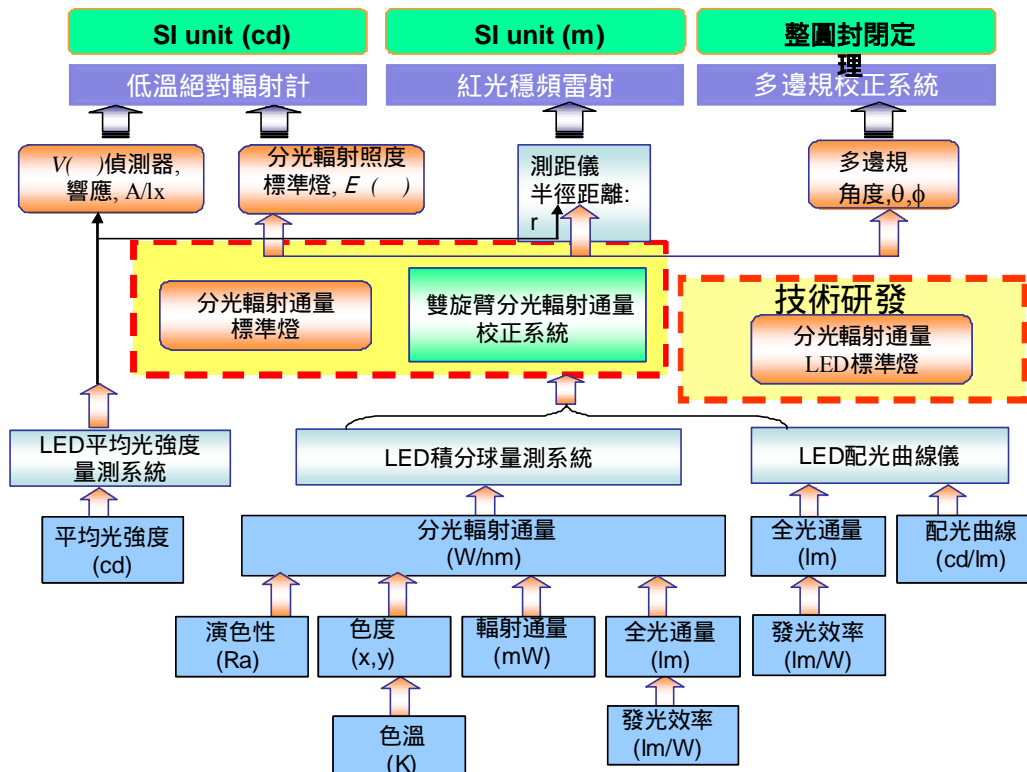 SI unit (cd)
SI unit (m)
整圓封閉定
理
低溫絕對輻射計
紅光穩頻雷射
多邊規校正系統
V( )偵測器,
響應, A/lx
分光輻射照度
標準燈, E ( )
測距儀
半徑距離:
r
多邊規
角度,θ,ϕ
分光輻射通量
標準燈
雙旋臂分光輻射通量
校正系統
技術研發
分光輻射通量
LED標準燈
LED平均光強度
量測系統
LED積分球量測系統
LED配光曲線儀
平均光強度
(cd)
分光輻射通量
(W/nm)
全光通量
(lm)
配光曲線
(cd/lm)
演色性
(Ra)
色度
(x,y)
輻射通量
(mW)
全光通量
(lm)
發光效率
(lm/W)
色溫
(K)
發光效率
(lm/W)